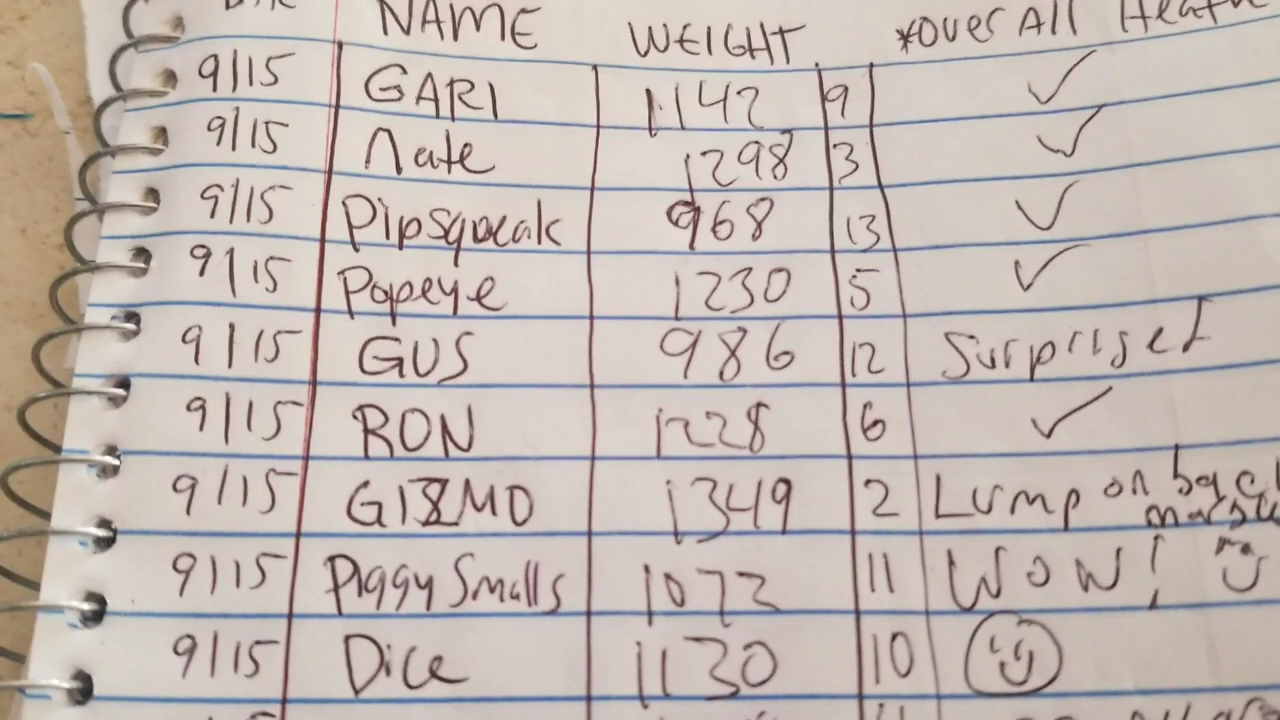 NAME WEIGHT *Over All
9/15 GARI 1142 9 ✓
9/15 Nate 1298 3 ✓
9/15 Pipsqueak 968 13 ✓
9/15 Popeye 1230 5 ✓
9/15 GUS 986 12 Surprised
9/15 RON 1228 6 ✓
9/15 GIZMO 1349 2 Lump on
9/15 Piggy Smalls 1072 11 WOW!
9/15 Dice 1130 10